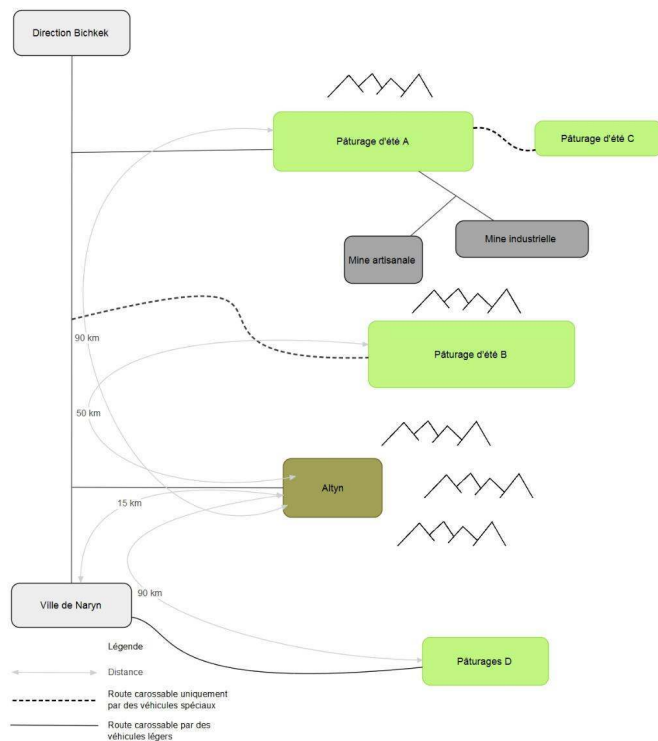 Direction Bichkek
Pâturage d'été A
Pâturage d'été C
Mine artisanale
Mine industrielle
90 km
Pâturage d'été B
50 km
Altyn
15 km
90 km
Ville de Naryn
Pâturages D
Légende
Distance
Route carossable uniquement
par des véhicules spéciaux
Route carossable par des
véhicules légers